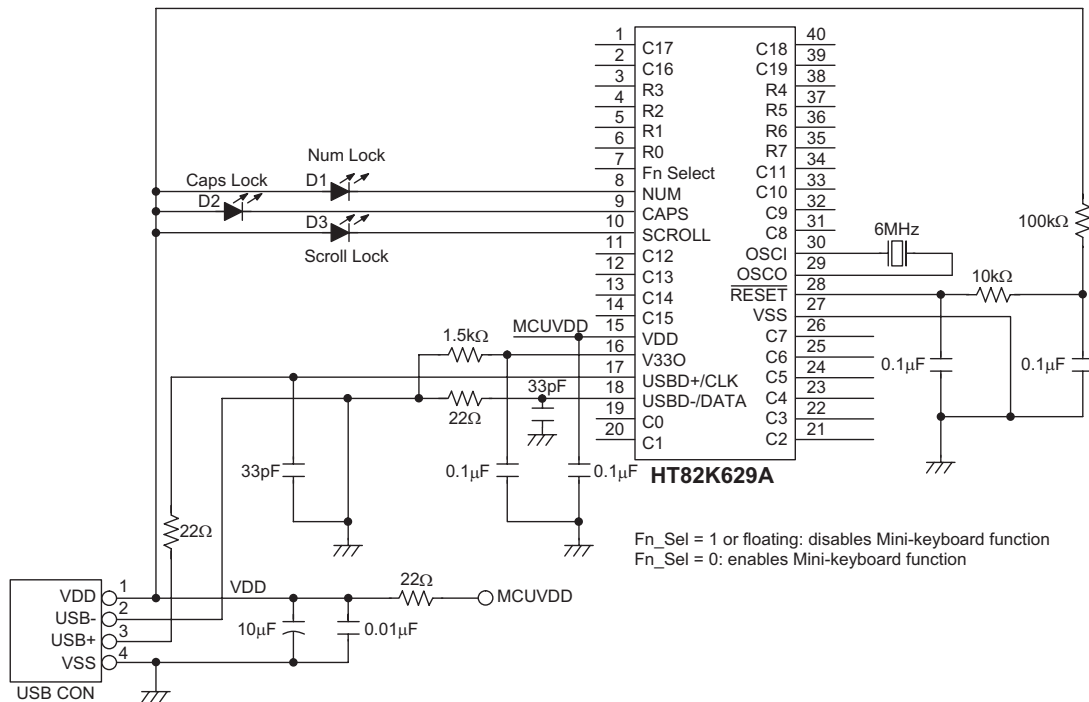 1 C17
2 C16
3 R3
4 R2
5 R1
6 R0
7 Fn Select
8 NUM
9 CAPS
10 SCROLL
11 C12
12 C13
13 C14
14 C15
15 VDD
16 V33O
17 USBD+/CLK
18 USBD-/DATA
19 C0
20 C1
C18 40
C19 39
R4 38
R5 37
R6 36
R7 35
C11 34
C10 33
C9 32
C8 31
OSCI 30
OSCO 29
RESET 28
VSS 27
C7 26
C6 25
C5 24
C4 23
C3 22
C2 21
HT82K629A
Num Lock
D1
Caps Lock
D2
D3
Scroll Lock
6MHz
100kΩ
10kΩ
0.1μF
0.1μF
MCUVDD
1.5kΩ
22Ω
33pF
33pF
0.1μF
0.1μF
22Ω
Fn_Sel = 1 or floating: disables Mini-keyboard function
Fn_Sel = 0: enables Mini-keyboard function
VDD 1
USB- 2
USB+ 3
VSS 4
USB CON
VDD
22Ω
MCUVDD
10μF
0.01μF